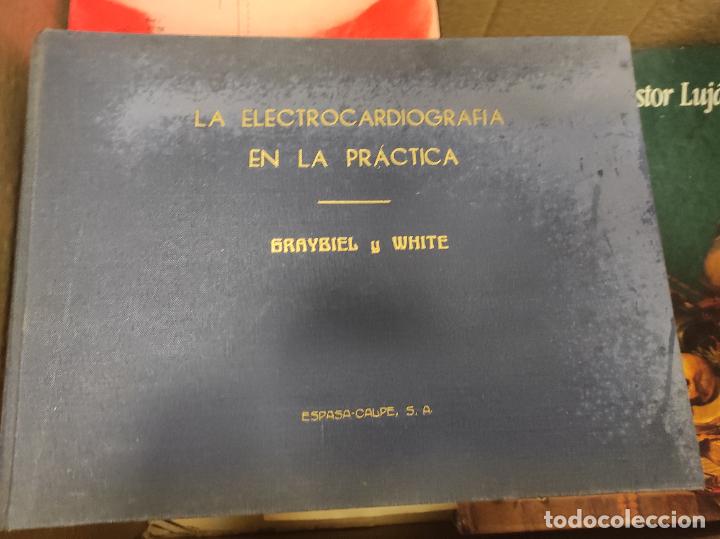 LA ELECTROCARDIOGRAFIA
EN LA PRÁCTICA
GRAYBIEL y WHITE
ESPASA-CALPE, S. A.
stor Luj
todocoleccion